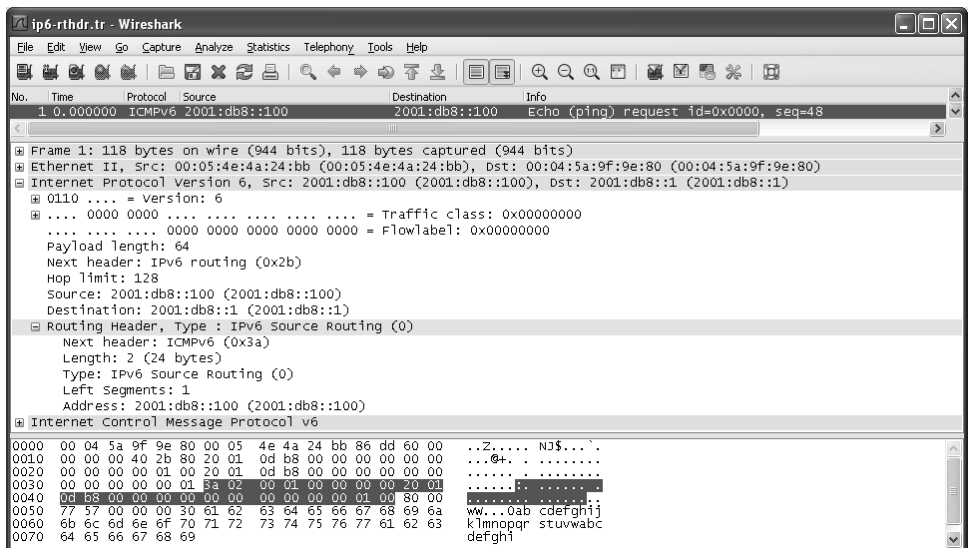 ip6-rthdr.tr - Wireshark
File Edit View Go Capture Analyze Statistics Telephony Tools Help
No. Time Protocol Source Destination Info
1 0.000000 ICMPv6 2001:db8::100 2001:db8::100 Echo (ping) request id=0x0000, seq=48
Frame 1: 118 bytes on wire (944 bits), 118 bytes captured (944 bits)
Ethernet II, Src: 00:05:4e:4a:24:bb (00:05:4e:4a:24:bb), Dst: 00:04:5a:9f:9e:80 (00:04:5a:9f:9e:80)
Internet Protocol Version 6, Src: 2001:db8::100 (2001:db8::100), Dst: 2001:db8::1 (2001:db8::1)
0110 .... = Version: 6
.... 0000 0000 .... .... .... .... .... = Traffic class: 0x00000000
.... .... .... 0000 0000 0000 0000 0000 = Flowlabel: 0x00000000
Payload length: 64
Next header: IPv6 routing (0x2b)
Hop limit: 128
Source: 2001:db8::100 (2001:db8::100)
Destination: 2001:db8::1 (2001:db8::1)
Routing Header, Type : IPv6 Source Routing (0)
Next header: ICMPv6 (0x3a)
Length: 2 (24 bytes)
Type: IPv6 Source Routing (0)
Left Segments: 1
Address: 2001:db8::100 (2001:db8::100)
Internet Control Message Protocol v6
0000 00 04 5a 9f 9e 80 00 05 4e 4a 24 bb 86 dd 60 00 ..Z..... NJ$...`.
0010 00 00 00 40 2b 80 20 01 0d b8 00 00 00 00 00 00 ...@+. . ........
0020 00 00 00 00 01 00 20 01 0d b8 00 00 00 00 00 00 ...... . ........
0030 00 00 00 00 00 01 3a 02 00 01 00 00 00 00 20 01 ......:. ...... .
0040 0d b8 00 00 00 00 00 00 00 00 00 00 01 00 80 00 ........ ........
0050 77 57 00 00 00 30 61 62 63 64 65 66 67 68 69 6a wW...0ab cdefghij
0060 6b 6c 6d 6e 6f 70 71 72 73 74 75 76 77 61 62 63 klmnopqr stuvwabc
0070 64 65 66 67 68 69 defghi